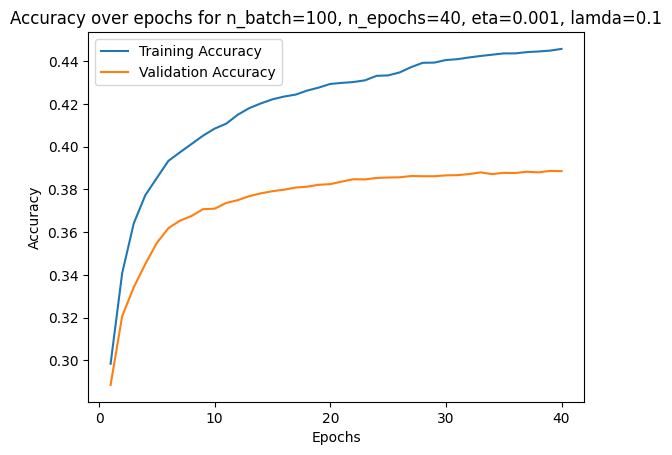 Accuracy over epochs for n_batch=100, n_epochs=40, eta=0.001, lamda=0.1
Training Accuracy
Validation Accuracy
Accuracy
0.44
0.42
0.40
0.38
0.36
0.34
0.32
0.30
0
10
20
30
40
Epochs